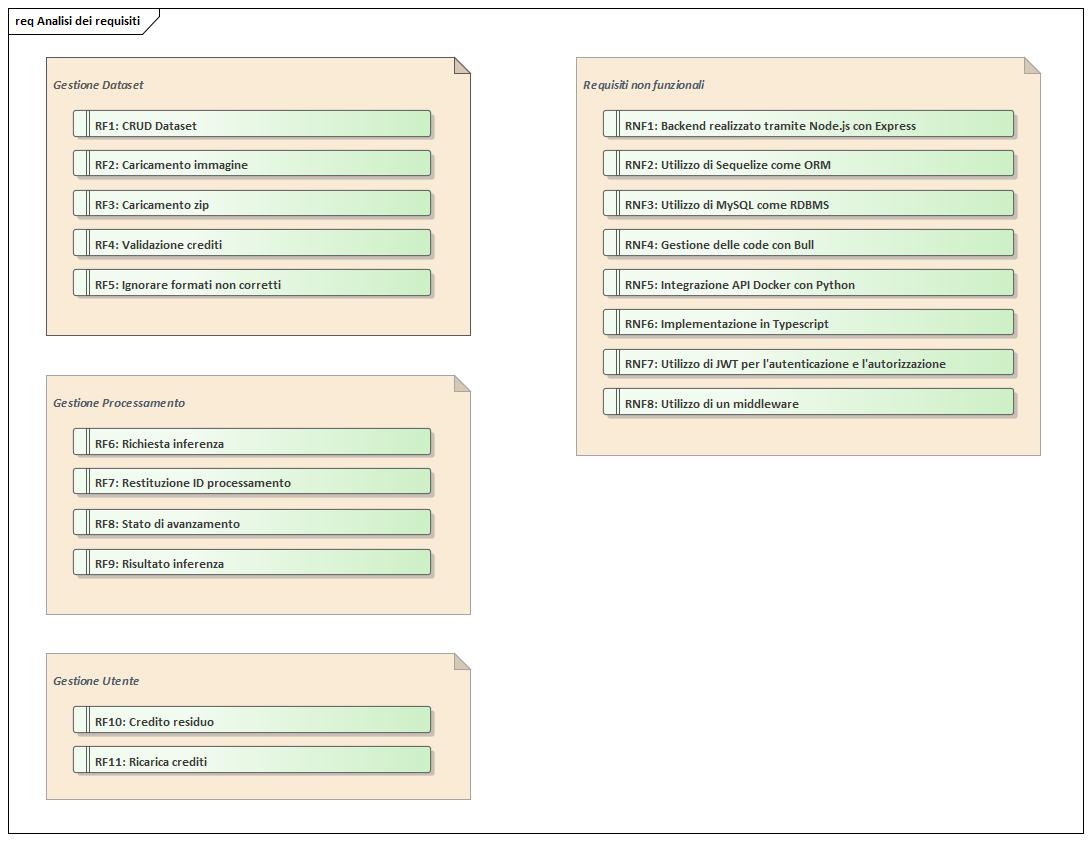 req Analisi dei requisiti
Gestione Dataset
RF1: CRUD Dataset
RF2: Caricamento immagine
RF3: Caricamento zip
RF4: Validazione crediti
RF5: Ignorare formati non corretti
Gestione Processamento
RF6: Richiesta inferenza
RF7: Restituzione ID processamento
RF8: Stato di avanzamento
RF9: Risultato inferenza
Gestione Utente
RF10: Credito residuo
RF11: Ricarica crediti
Requisiti non funzionali
RNF1: Backend realizzato tramite Node.js con Express
RNF2: Utilizzo di Sequelize come ORM
RNF3: Utilizzo di MySQL come RDBMS
RNF4: Gestione delle code con Bull
RNF5: Integrazione API Docker con Python
RNF6: Implementazione in Typescript
RNF7: Utilizzo di JWT per l'autenticazione e l'autorizzazione
RNF8: Utilizzo di un middleware